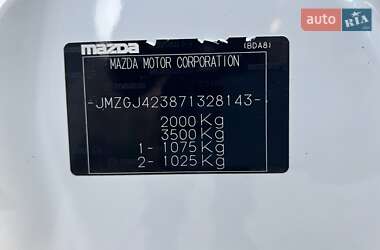 auto RIA
mazda
(BDA8)
MAZDA MOTOR CORPORATION
-JMZGJ423871328143-
2000 Kg
3500 Kg
1- 1075 Kg
2- 1025 Kg